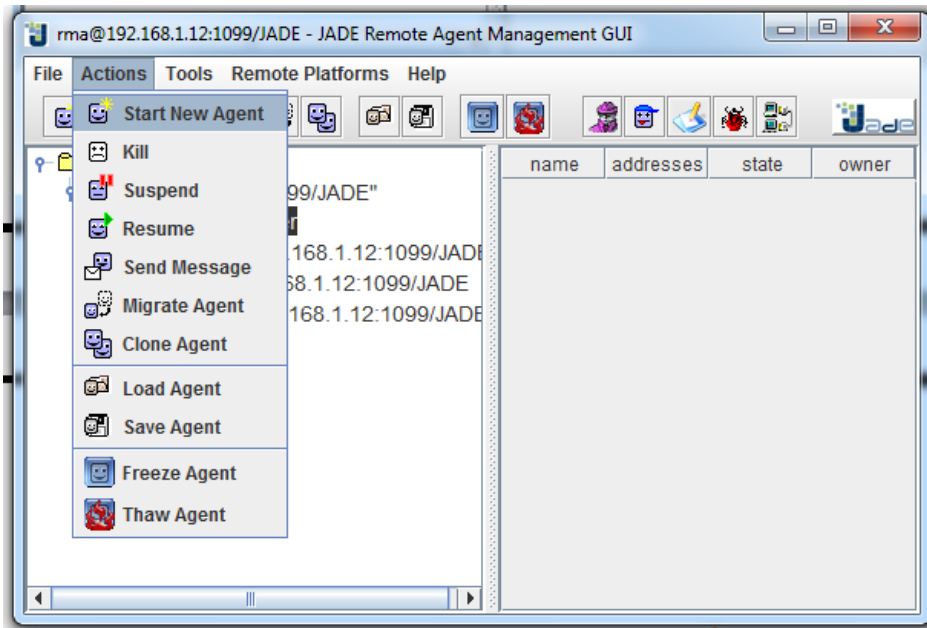 rma@192.168.1.12:1099/JADE - JADE Remote Agent Management GUI
File Actions Tools Remote Platforms Help
Start New Agent
Kill
Suspend
Resume
Send Message
Migrate Agent
Clone Agent
Load Agent
Save Agent
Freeze Agent
Thaw Agent
Jade
name addresses state owner
99/JADE"
.168.1.12:1099/JADE
68.1.12:1099/JADE
168.1.12:1099/JADE